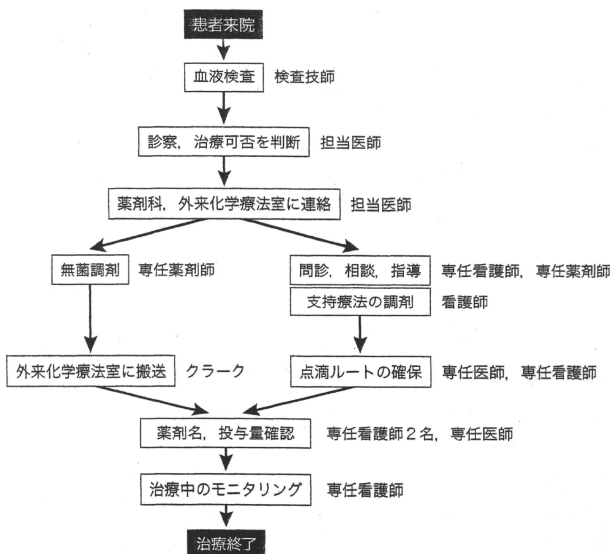 患者来院
血液検査 検査技師
診察，治療可否を判断 担当医師
薬剤科，外来化学療法室に連絡 担当医師
無菌調剤 専任薬剤師
問診，相談，指導 専任看護師，専任薬剤師
支持療法の調剤 看護師
外来化学療法室に搬送 クラーク
点滴ルートの確保 専任医師，専任看護師
薬剤名，投与量確認 専任看護師２名，専任医師
治療中のモニタリング 専任看護師
治療終了